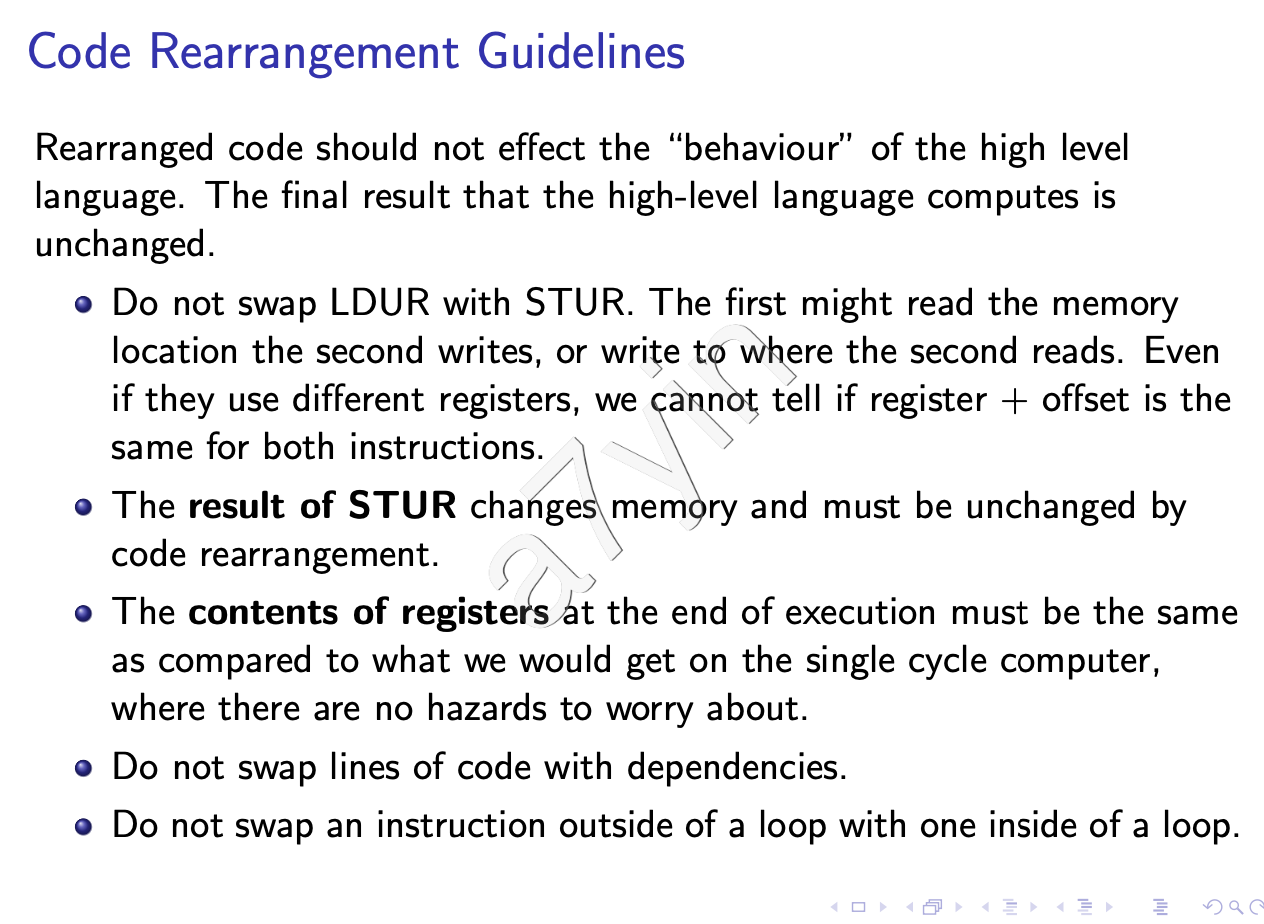 Code Rearrangement Guidelines
Rearranged code should not effect the “behaviour” of the high level
language. The final result that the high-level language computes is
unchanged.
Do not swap LDUR with STUR. The first might read the memory
location the second writes, or write to where the second reads. Even
if they use different registers, we cannot tell if register + offset is the
same for both instructions.
The result of STUR changes memory and must be unchanged by
code rearrangement.
The contents of registers at the end of execution must be the same
as compared to what we would get on the single cycle computer,
where there are no hazards to worry about.
Do not swap lines of code with dependencies.
Do not swap an instruction outside of a loop with one inside of a loop.
a7yin